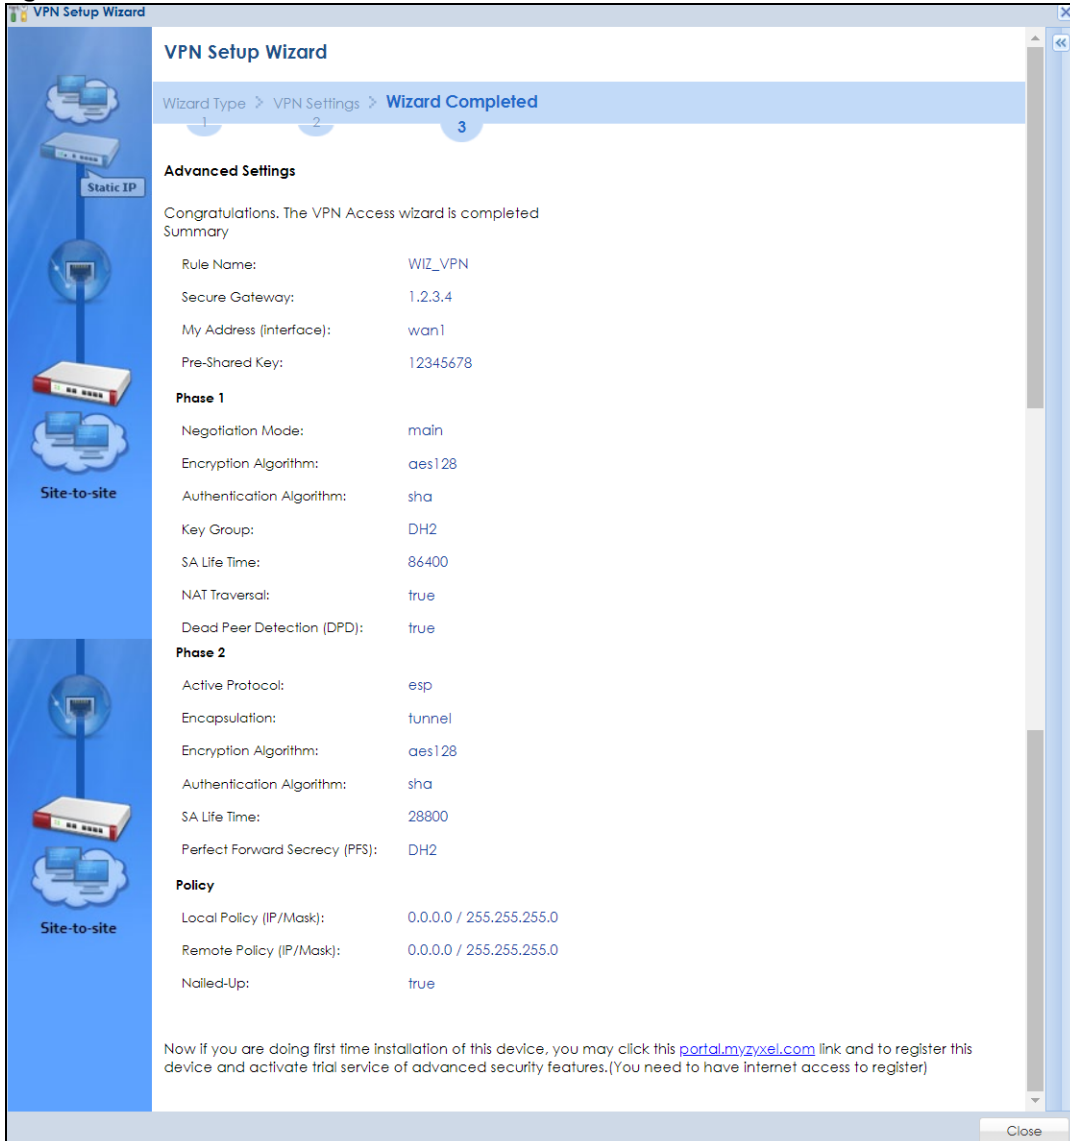 VPN Setup Wizard
VPN Setup Wizard
Wizard Type > VPN Settings > Wizard Completed
1 2 3
Static IP
Site-to-site
Site-to-site
Advanced Settings
Congratulations. The VPN Access wizard is completed
Summary
Rule Name: WIZ_VPN
Secure Gateway: 1.2.3.4
My Address (interface): wan1
Pre-Shared Key: 12345678
Phase 1
Negotiation Mode: main
Encryption Algorithm: aes128
Authentication Algorithm: sha
Key Group: DH2
SA Life Time: 86400
NAT Traversal: true
Dead Peer Detection (DPD): true
Phase 2
Active Protocol: esp
Encapsulation: tunnel
Encryption Algorithm: aes128
Authentication Algorithm: sha
SA Life Time: 28800
Perfect Forward Secrecy (PFS): DH2
Policy
Local Policy (IP/Mask): 0.0.0.0 / 255.255.255.0
Remote Policy (IP/Mask): 0.0.0.0 / 255.255.255.0
Nailed-Up: true
Now if you are doing first time installation of this device, you may click this portal.myzyxel.com link and to register this
device and activate trial service of advanced security features.(You need to have internet access to register)
Close